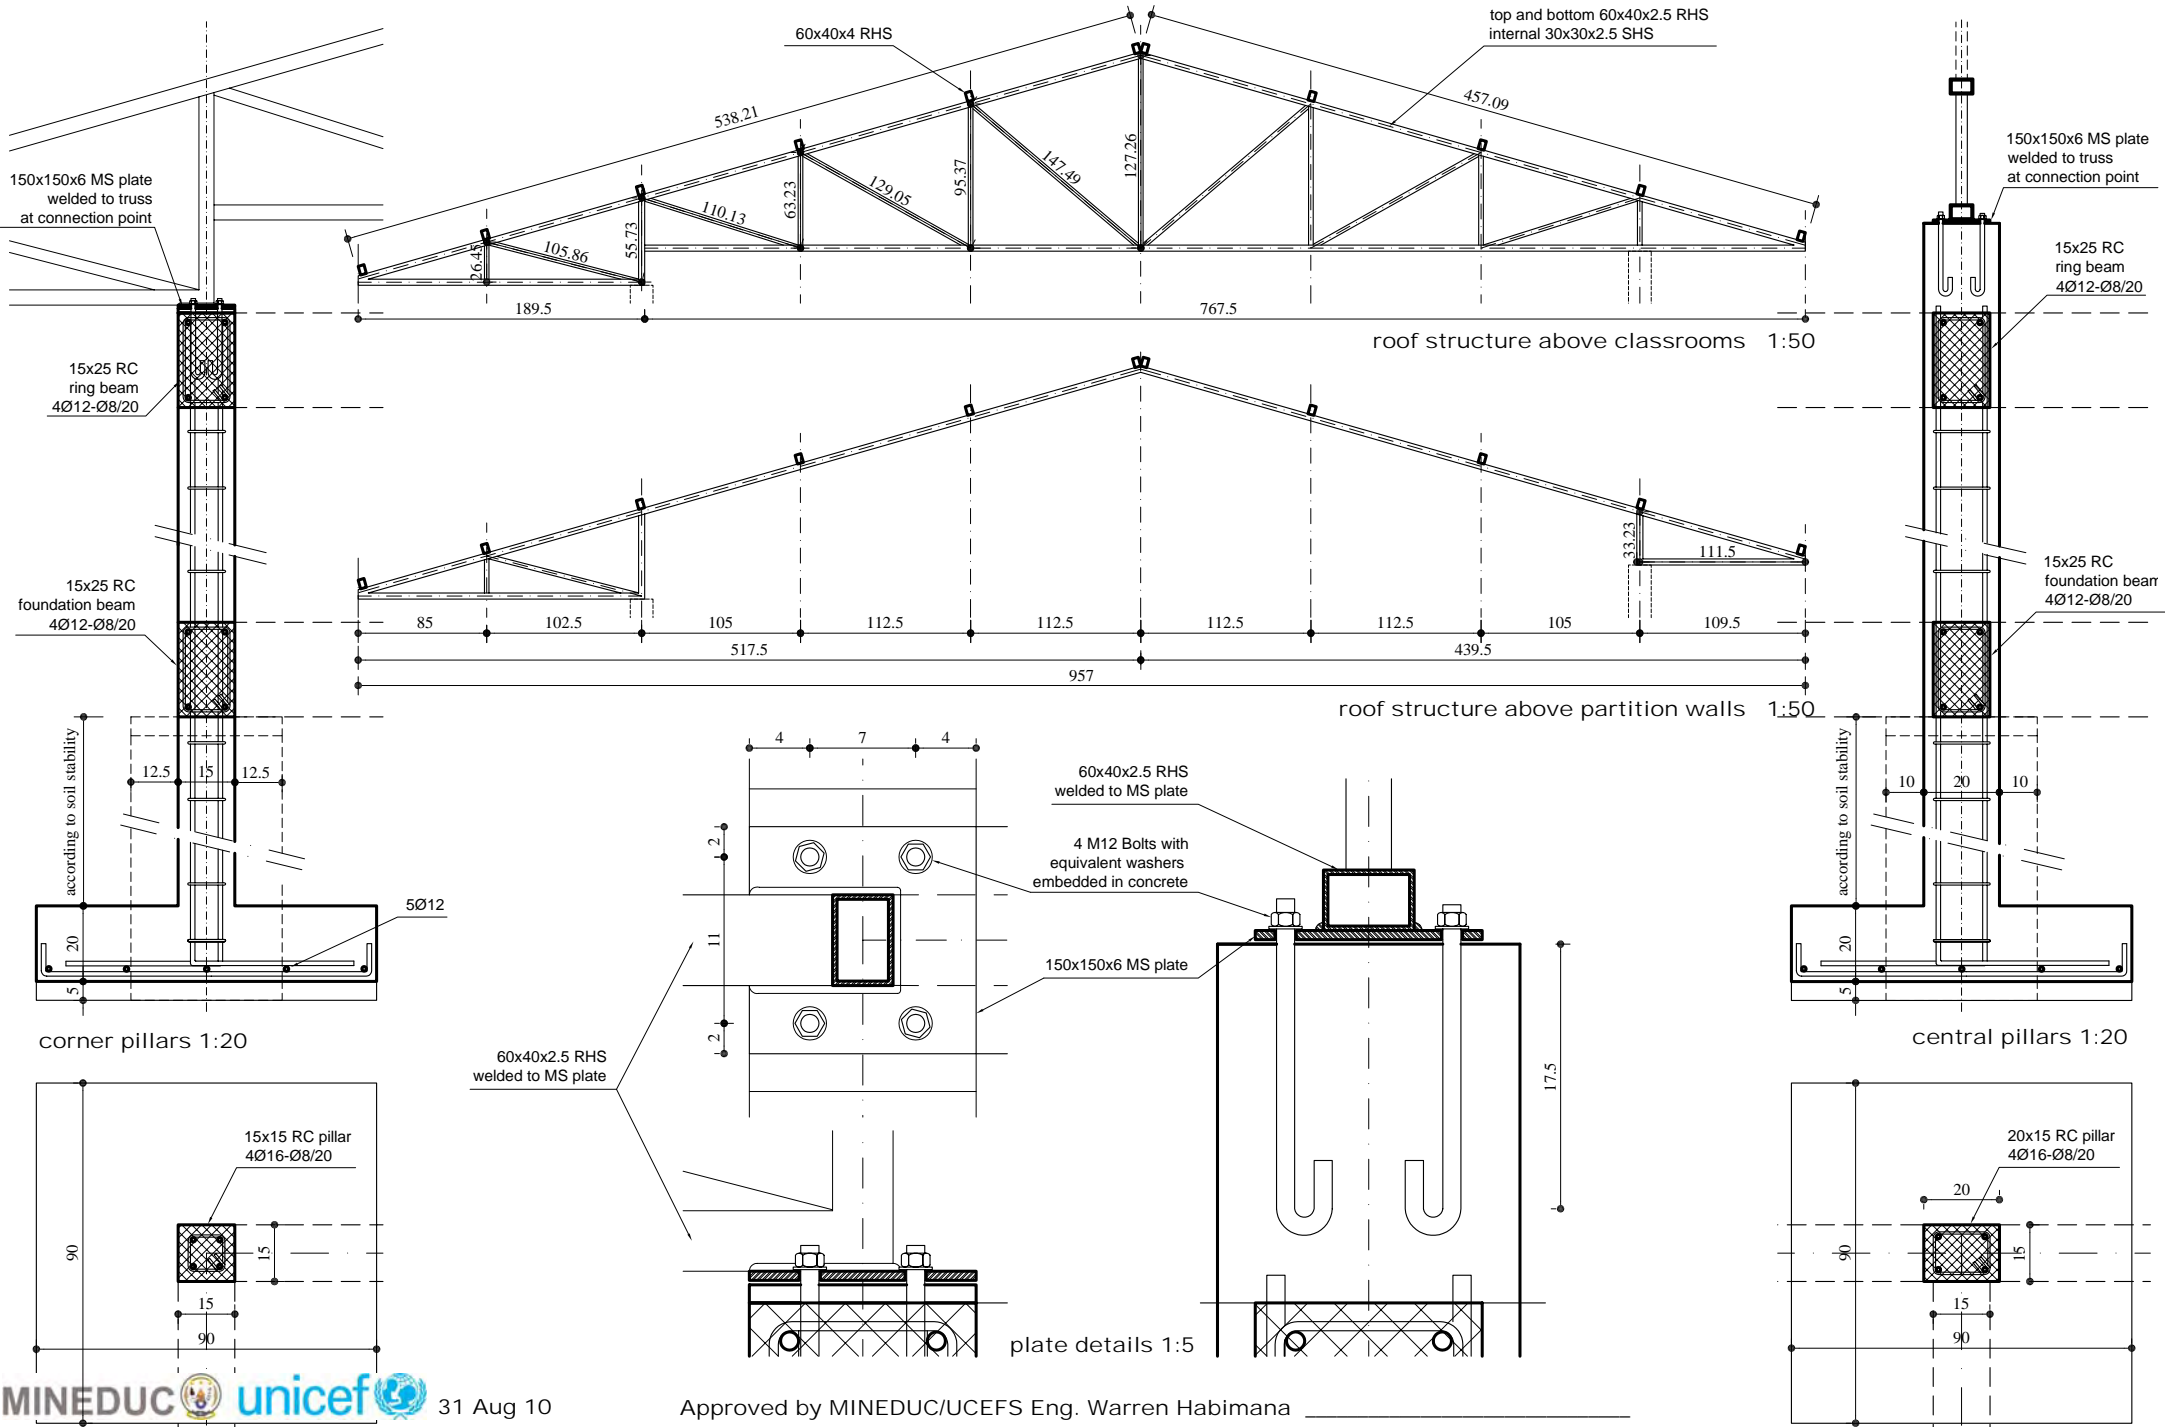 60x40x4 RHS
top and bottom 60x40x2.5 RHS
internal 30x30x2.5 SHS
538.21
457.09
150x150x6 MS plate
welded to truss
at connection point
26.45
105.86
55.73
110.13
63.23
129.05
95.37
147.49
127.26
150x150x6 MS plate
welded to truss
at connection point
189.5
767.5
roof structure above classrooms 1:50
15x25 RC
ring beam
4Ø12-Ø8/20
15x25 RC
ring beam
4Ø12-Ø8/20
33.23
111.5
15x25 RC
foundation beam
4Ø12-Ø8/20
15x25 RC
foundation beam
4Ø12-Ø8/20
85
102.5
105
112.5
112.5
112.5
112.5
105
109.5
517.5
439.5
957
roof structure above partition walls 1:50
according to soil stability
12.5
15
12.5
20
5
5Ø12
corner pillars 1:20
4
7
4
2
11
2
60x40x2.5 RHS
welded to MS plate
4 M12 Bolts with
equivalent washers
embedded in concrete
150x150x6 MS plate
60x40x2.5 RHS
welded to MS plate
17.5
plate details 1:5
according to soil stability
10
20
10
20
5
central pillars 1:20
15x15 RC pillar
4Ø16-Ø8/20
90
15
15
90
20x15 RC pillar
4Ø16-Ø8/20
20
90
15
15
90
MINEDUC unicef
31 Aug 10
Approved by MINEDUC/UCEFS Eng. Warren Habimana